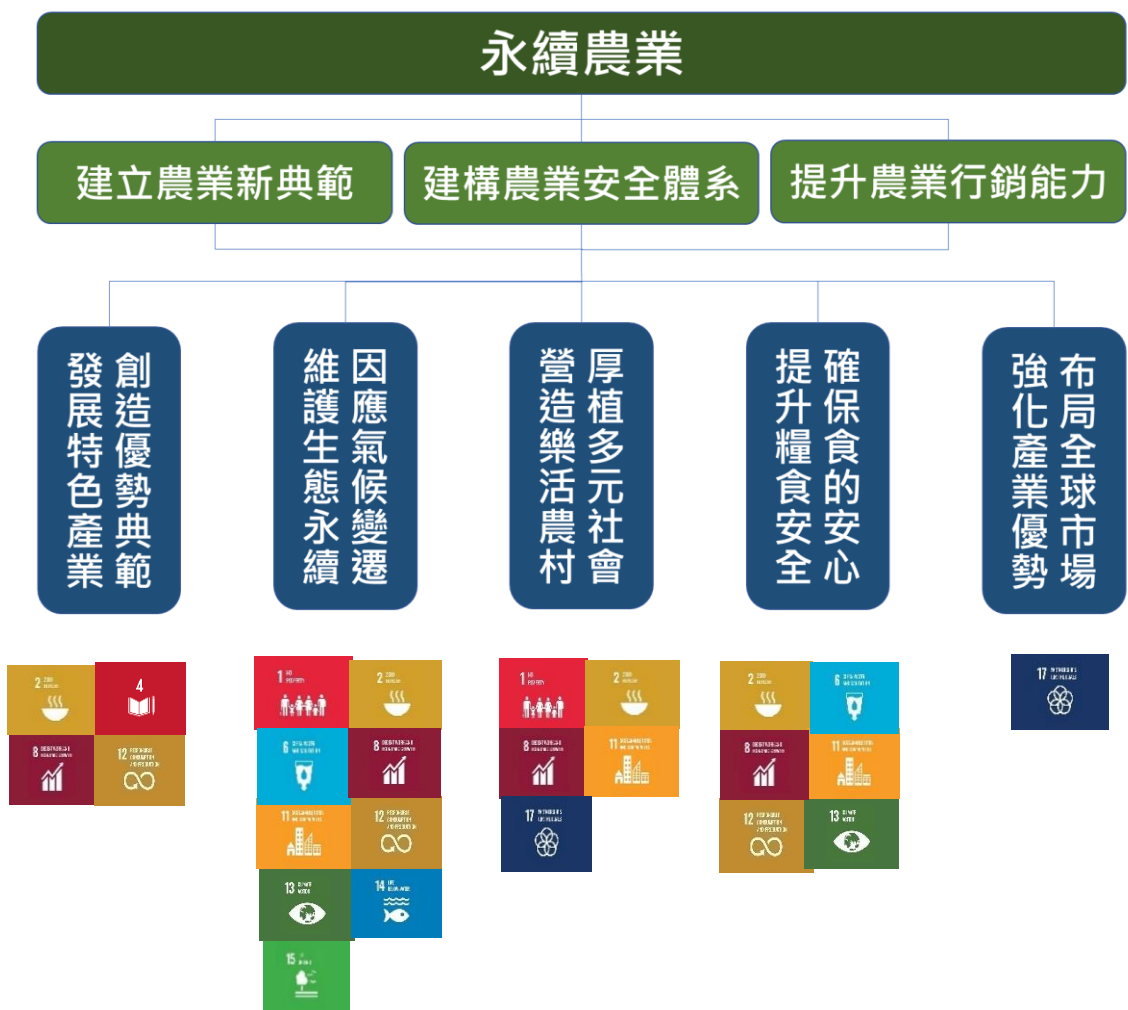 永續農業
建立農業新典範
建構農業安全體系
提升農業行銷能力
創造優勢典範
發展特色產業
因應氣候變遷
維護生態永續
厚植多元社會
營造樂活農村
確保食的安心
提升糧食安全
布局全球市場
強化產業優勢
2
4
8
12
1
2
6
8
11
12
13
14
15
1
2
8
11
17
2
6
8
11
12
13
17